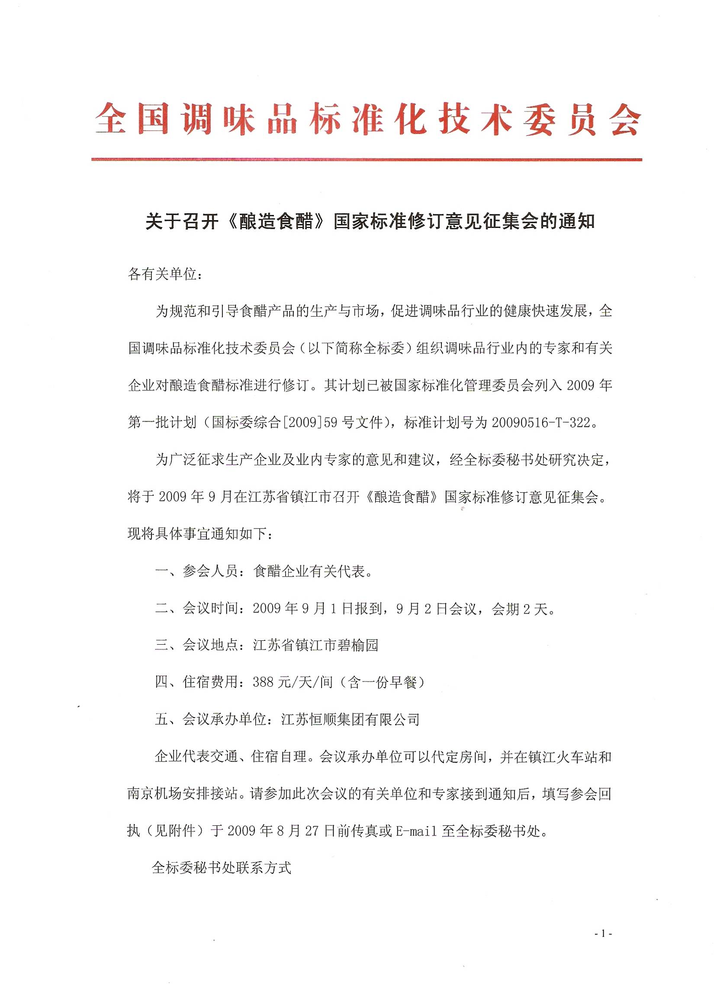 全国调味品标准化技术委员会
关于召开《酿造食醋》国家标准修订意见征集会的通知
各有关单位：
为规范和引导食醋产品的生产与市场，促进调味品行业的健康快速发展，全
国调味品标准化技术委员会（以下简称全标委）组织调味品行业内的专家和有关
企业对酿造食醋标准进行修订。其计划已被国家标准化管理委员会列入 2009 年
第一批计划（国标委综合[2009]59 号文件），标准计划号为 20090516-T-322。
为广泛征求生产企业及业内专家的意见和建议，经全标委秘书处研究决定，
将于 2009 年 9 月在江苏省镇江市召开《酿造食醋》国家标准修订意见征集会。
现将具体事宜通知如下：
一、参会人员：食醋企业有关代表。
二、会议时间：2009 年 9 月 1 日报到，9 月 2 日会议，会期 2 天。
三、会议地点：江苏省镇江市碧榆园
四、住宿费用：388 元/天/间（含一份早餐）
五、会议承办单位：江苏恒顺集团有限公司
企业代表交通、住宿自理。会议承办单位可以代定房间，并在镇江火车站和
南京机场安排接站。请参加此次会议的有关单位和专家接到通知后，填写参会回
执（见附件）于 2009 年 8 月 27 日前传真或 E-mail 至全标委秘书处。
全标委秘书处联系方式
- 1 -